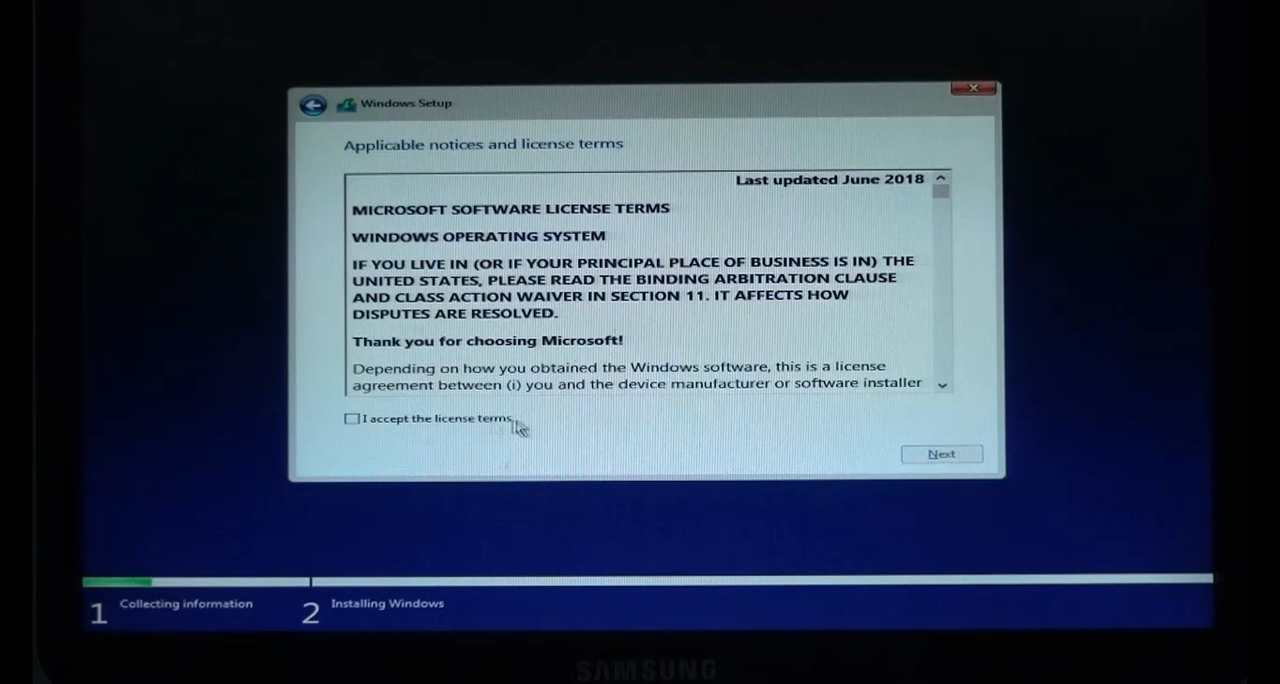 Windows Setup
Applicable notices and license terms
Last updated June 2018
MICROSOFT SOFTWARE LICENSE TERMS
WINDOWS OPERATING SYSTEM
IF YOU LIVE IN (OR IF YOUR PRINCIPAL PLACE OF BUSINESS IS IN) THE
UNITED STATES, PLEASE READ THE BINDING ARBITRATION CLAUSE
AND CLASS ACTION WAIVER IN SECTION 11. IT AFFECTS HOW
DISPUTES ARE RESOLVED.
Thank you for choosing Microsoft!
Depending on how you obtained the Windows software, this is a license
agreement between (i) you and the device manufacturer or software installer
I accept the license terms
Next
1 Collecting information
2 Installing Windows
SAMSUNG